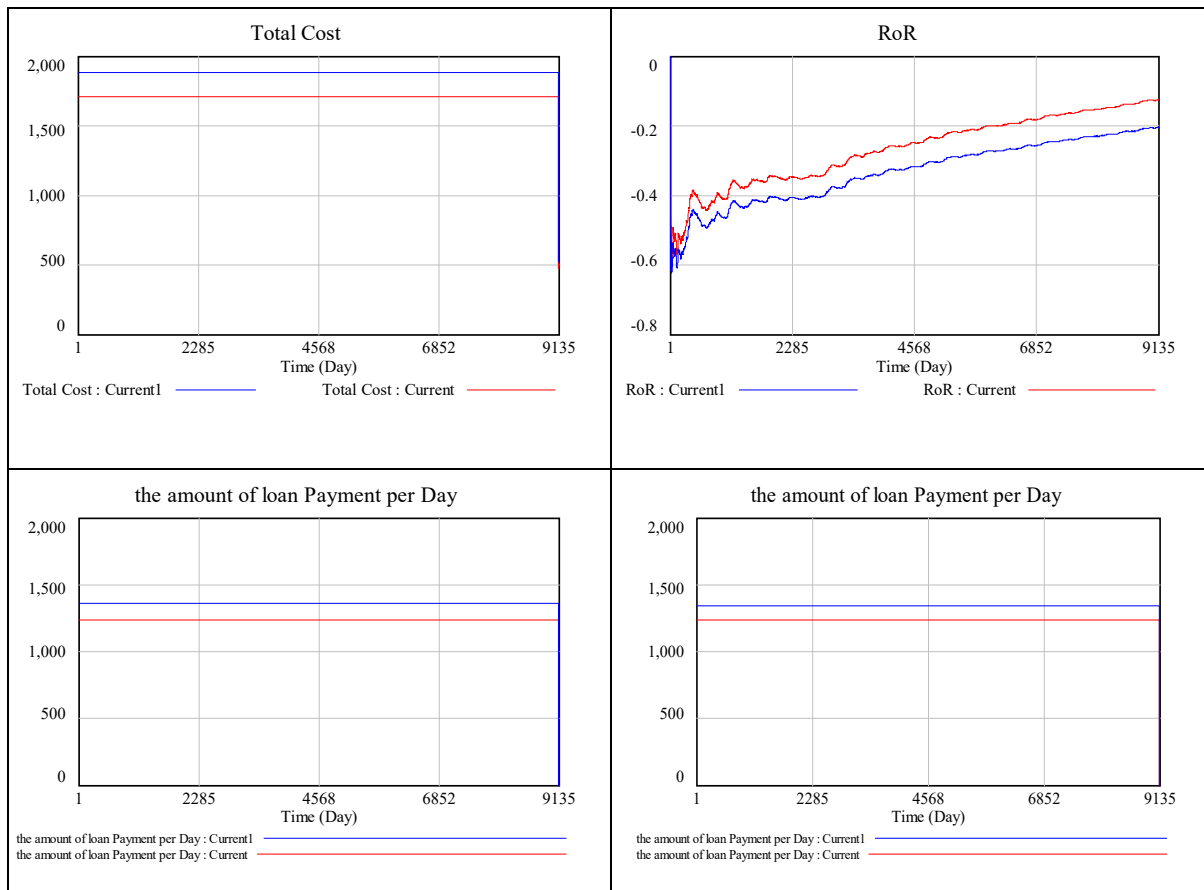 Total Cost
2,000
1,500
1,000
500
0
1 2285 4568 6852 9135
Time (Day)
Total Cost : Current1 Total Cost : Current
RoR
0
-0.2
-0.4
-0.6
-0.8
1 2285 4568 6852 9135
Time (Day)
RoR : Current1 RoR : Current
the amount of loan Payment per Day
2,000
1,500
1,000
500
0
1 2285 4568 6852 9135
Time (Day)
the amount of loan Payment per Day : Current1
the amount of loan Payment per Day : Current
the amount of loan Payment per Day
2,000
1,500
1,000
500
0
1 2285 4568 6852 9135
Time (Day)
the amount of loan Payment per Day : Current1
the amount of loan Payment per Day : Current